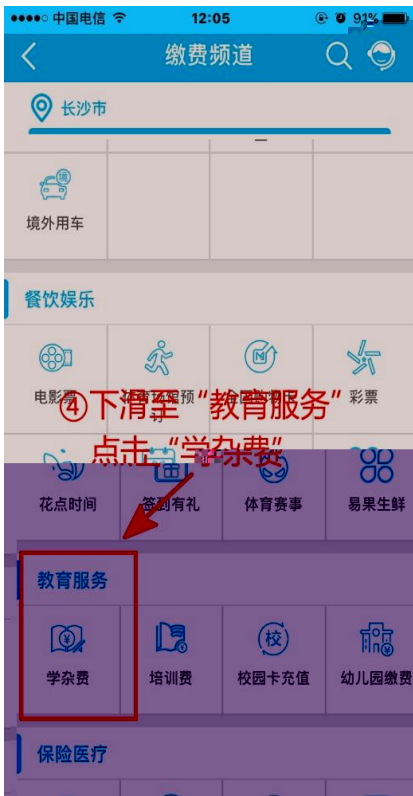 中国电信 12:05 91%
缴费频道
长沙市
境外用车
餐饮娱乐
电影票 彩票
④下滑至“教育服务”
点击“学杂费”
花点时间 签到有礼 体育赛事 易果生鲜
教育服务
学杂费 培训费 校园卡充值 幼儿园缴费
保险医疗